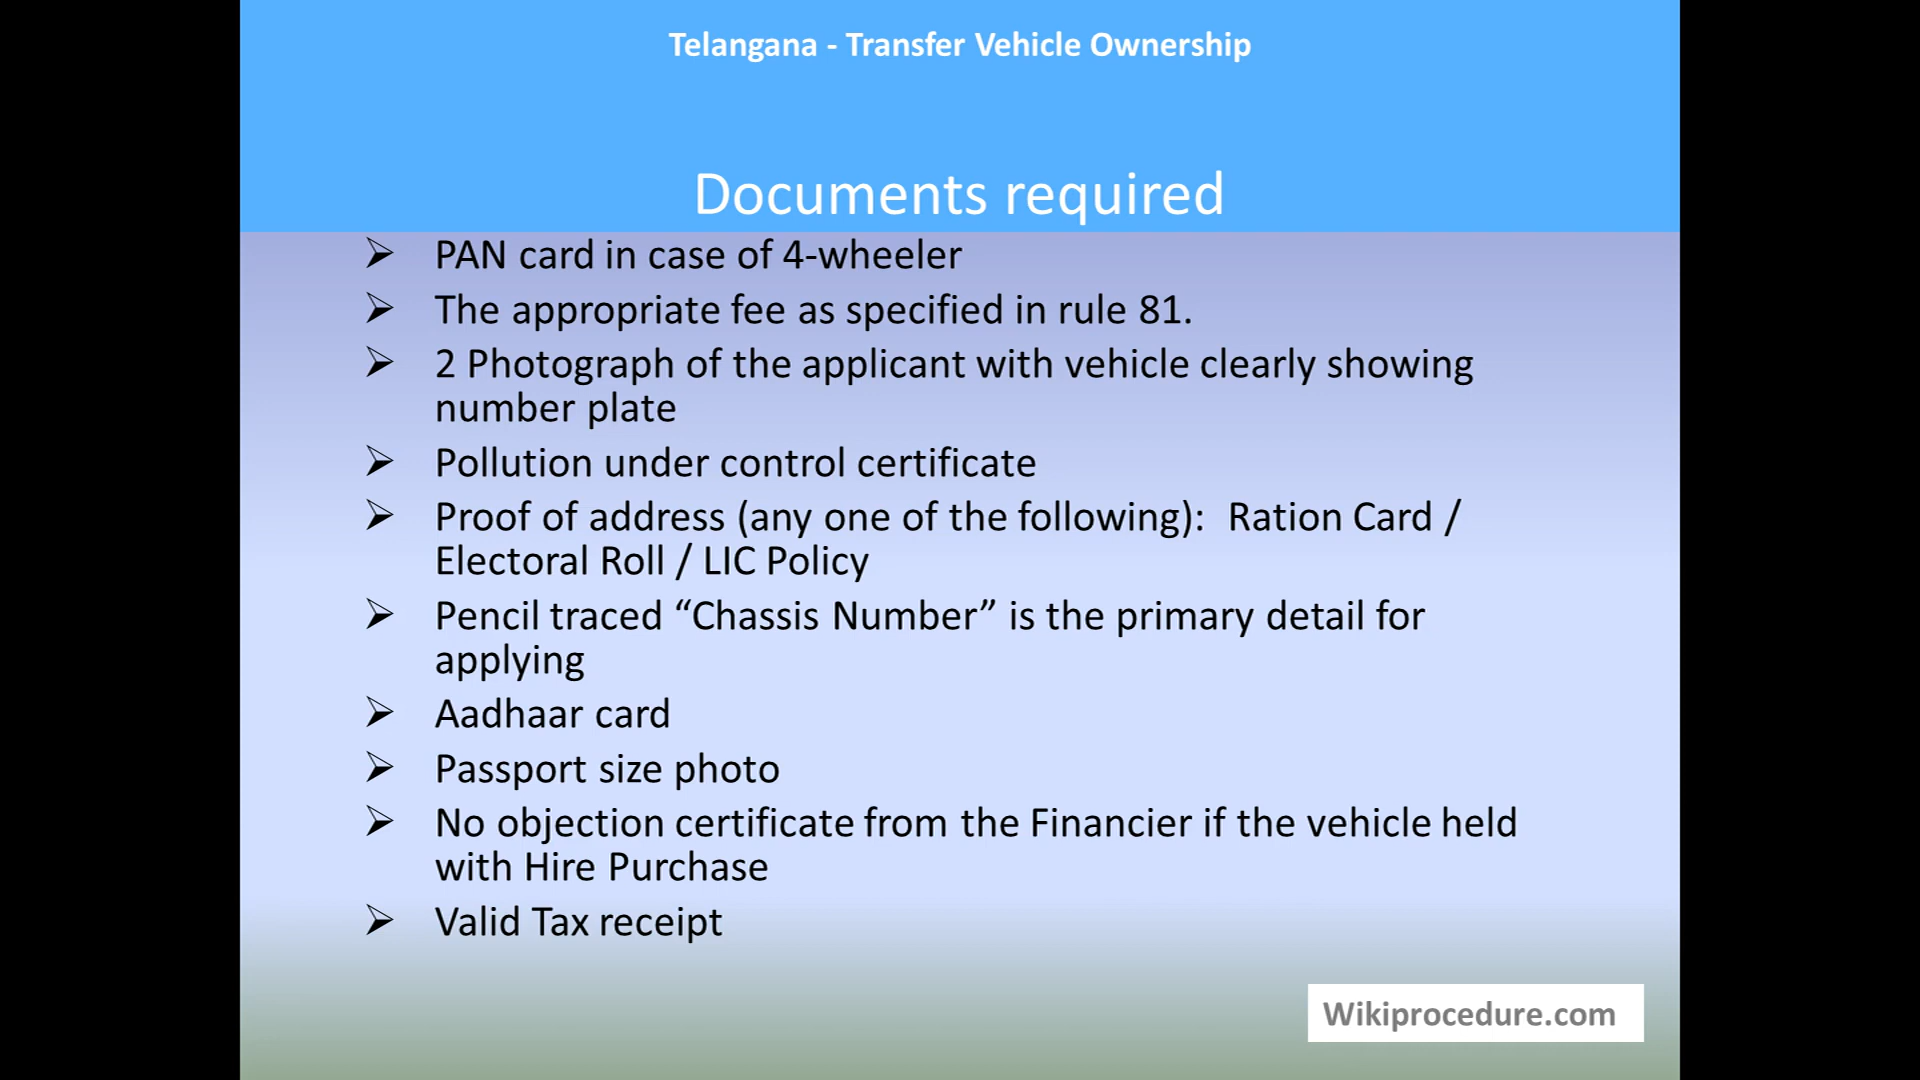 Telangana - Transfer Vehicle Ownership
Documents required
➢ PAN card in case of 4-wheeler
➢ The appropriate fee as specified in rule 81.
➢ 2 Photograph of the applicant with vehicle clearly showing
number plate
➢ Pollution under control certificate
➢ Proof of address (any one of the following):  Ration Card /
Electoral Roll / LIC Policy
➢ Pencil traced “Chassis Number” is the primary detail for
applying
➢ Aadhaar card
➢ Passport size photo
➢ No objection certificate from the Financier if the vehicle held
with Hire Purchase
➢ Valid Tax receipt
Wikiprocedure.com